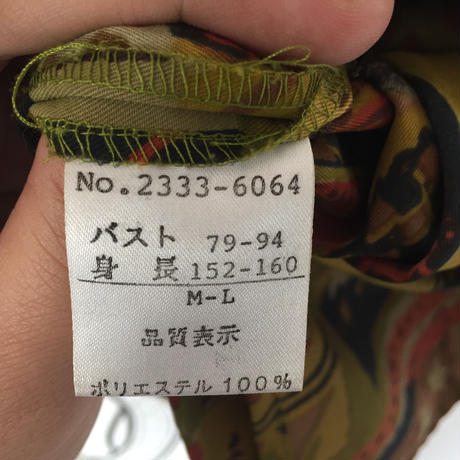 No.2333-6064
バスト 79-94
身長 152-160
M-L
品質表示
ポリエステル 100%